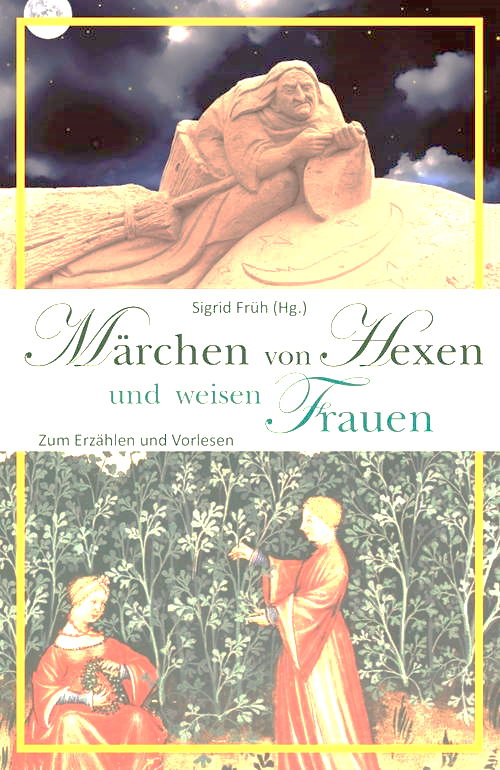 Sigrid Früh (Hg.)
Märchen von Hexen
und weisen Frauen
Zum Erzählen und Vorlesen